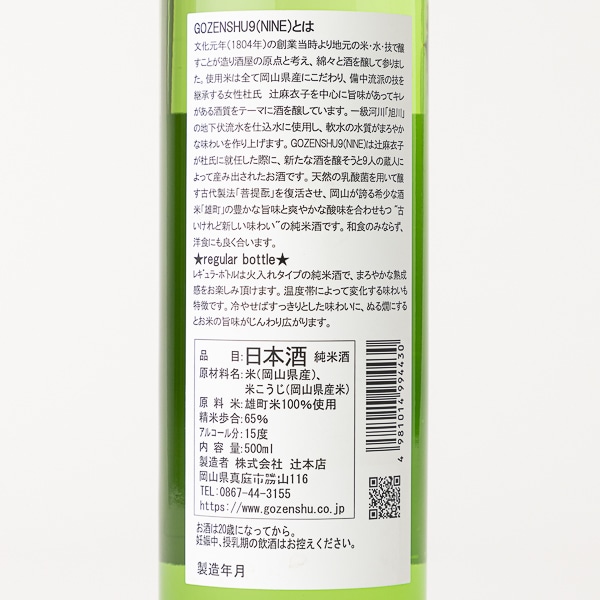 GOZENSHU9(NINE)とは
文化元年(1804年)の創業当時より地元の米・水・技で醸
すことが造り酒屋の原点と考え、綿々と酒を醸して参りまし
た。使用米は全て岡山県産にこだわり、備中流派の技を
継承する女性杜氏 辻麻衣子を中心に旨味があってキレ
がある酒質をテーマに酒を醸しています。一級河川「旭川」
の地下伏流水を仕込水に使用し、軟水の水質がまろやか
な味わいを作り上げます。GOZENSHU9(NINE)は辻麻衣子
が杜氏に就任した際に、新たな酒を醸そうと9人の蔵人に
よって産み出されたお酒です。天然の乳酸菌を用いて醸
す古代製法「菩提酛」を復活させ、岡山が誇る希少な酒
米「雄町」の豊かな旨味と爽やかな酸味を合わせもつ "古
いけれど新しい味わい"の純米酒です。和食のみならず、
洋食にも良く合います。
★regular bottle★
レギュラーボトルは火入れタイプの純米酒で、まろやかな熟成
感をお楽しみ頂けます。温度帯によって変化する味わいも
特徴です。冷やせばすっきりとした味わいに、ぬる燗にする
とお米の旨味がじんわり広がります。
品 目:日本酒 純米酒
原材料名:米(岡山県産)、
米こうじ(岡山県産米)
原 料 米:雄町米100%使用
精米歩合:65%
アルコール分:15度
内 容 量:500ml
製造者 株式会社 辻本店
岡山県真庭市勝山116
TEL:0867-44-3155
https://www.gozenshu.co.jp
4 981014 994430
お酒は20歳になってから。
妊娠中、授乳期の飲酒はお控えください。
製造年月